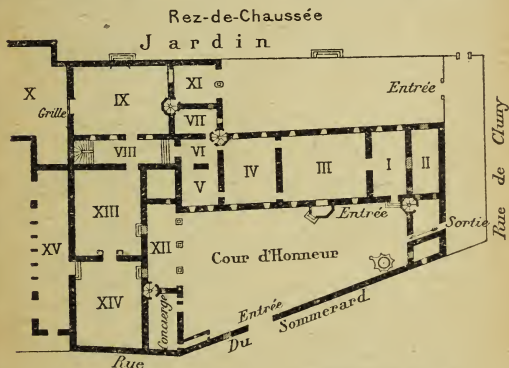 Rez-de-Chaussée
Jardin
X
IX
XI
Entrée
Grille
VII
Rue de Cluny
VIII
VI
IV
III
I
II
V
XIII
Entrée
Sortie
XV
XII
Cour d'Honneur
XIV
Concierge
Entrée
Rue Du Sommerard